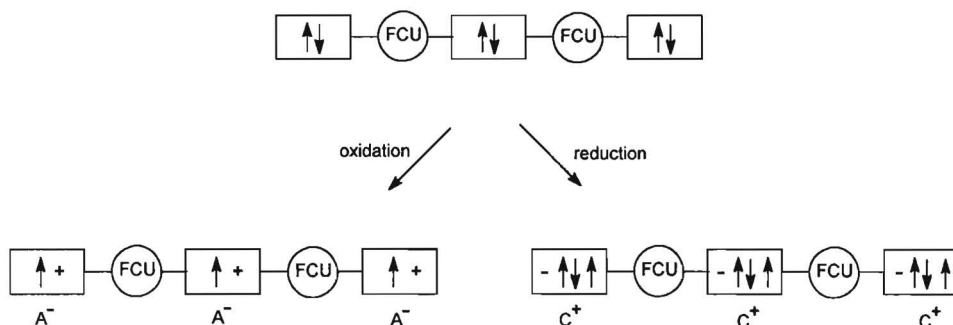 FCU FCU
oxidation reduction
+ FCU + FCU + - FCU - FCU -
A⁻ A⁻ A⁻ C⁺ C⁺ C⁺